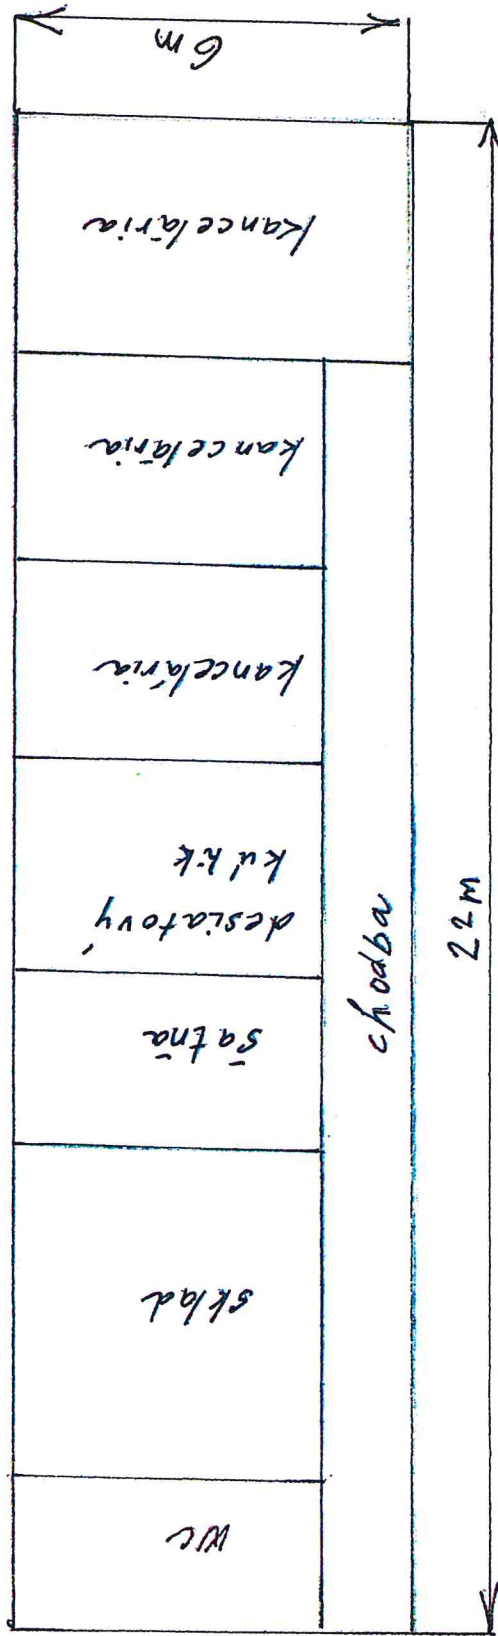 6 m
kancelária
kancelária
kancelária
desiatový
kútik
šatňa
sklad
WC
chodba
22 m